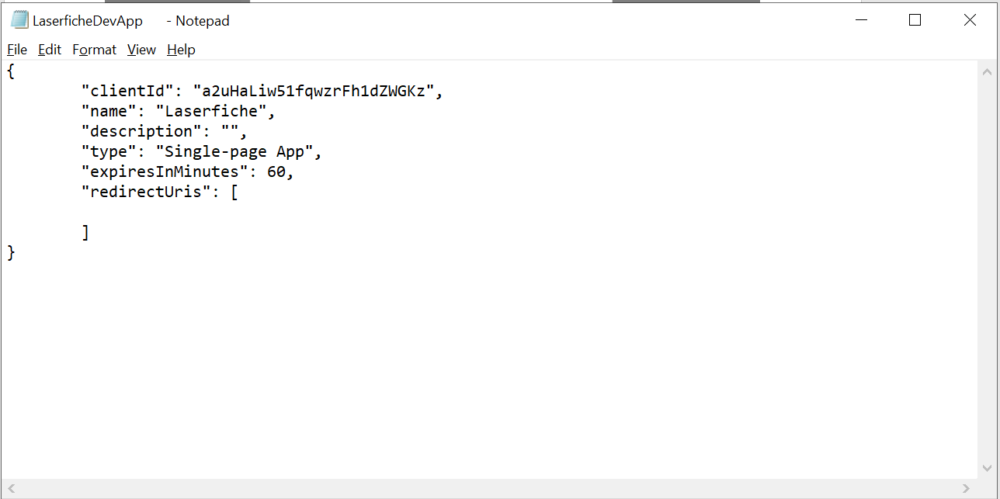 LaserficheDevApp - Notepad
File Edit Format View Help
{
"clientId": "a2uHaLiw51fqwzrFh1dZWGKz",
"name": "Laserfiche",
"description": "",
"type": "Single-page App",
"expiresInMinutes": 60,
"redirectUris": [
]
}